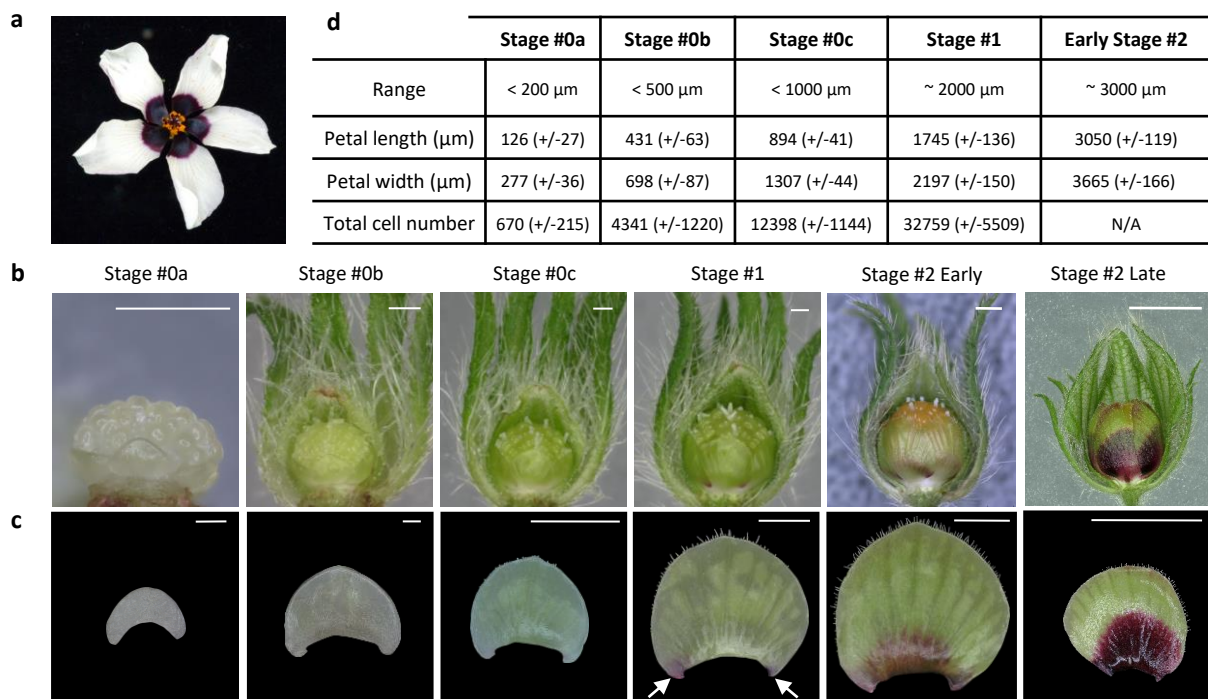 a
d
Stage #0a Stage #0b Stage #0c Stage #1 Early Stage #2
Range < 200 µm < 500 µm < 1000 µm ~ 2000 µm ~ 3000 µm
Petal length (µm) 126 (+/-27) 431 (+/-63) 894 (+/-41) 1745 (+/-136) 3050 (+/-119)
Petal width (µm) 277 (+/-36) 698 (+/-87) 1307 (+/-44) 2197 (+/-150) 3665 (+/-166)
Total cell number 670 (+/-215) 4341 (+/-1220) 12398 (+/-1144) 32759 (+/-5509) N/A
b
Stage #0a Stage #0b Stage #0c Stage #1 Stage #2 Early Stage #2 Late
c